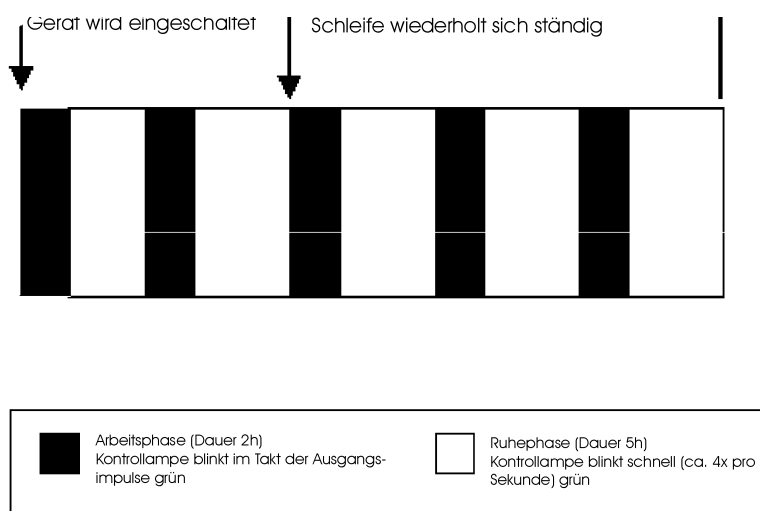 Gerät wird eingeschaltet
Schleife wiederholt sich ständig
Arbeitsphase (Dauer 2h)
Kontrollampe blinkt im Takt der Ausgangs-
impulse grün
Ruhephase (Dauer 5h)
Kontrollampe blinkt schnell (ca. 4x pro
Sekunde) grün